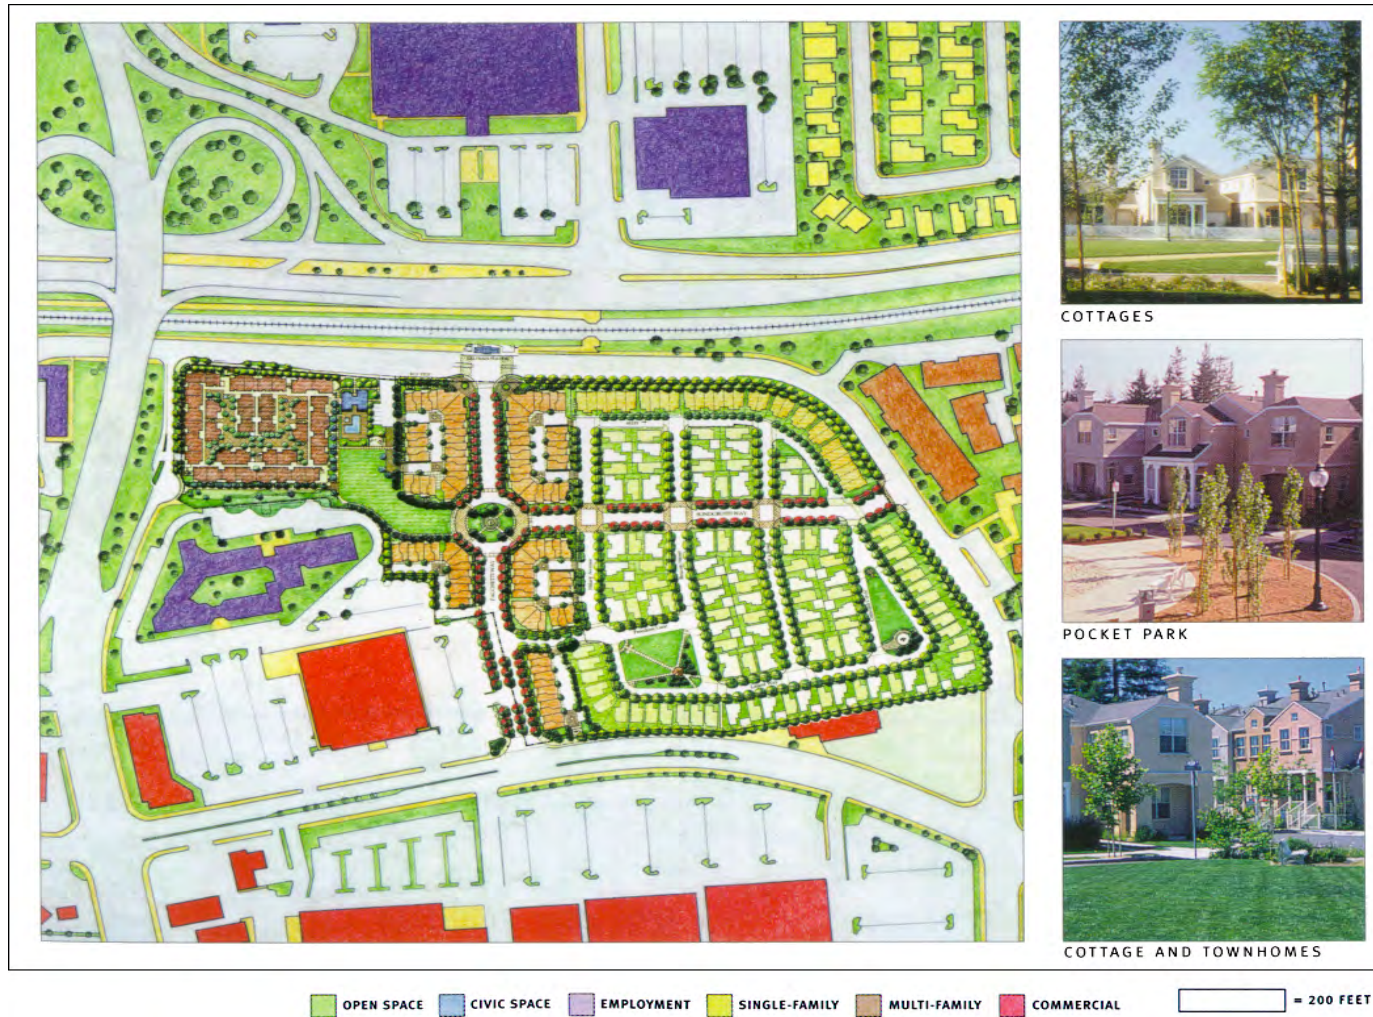 COTTAGES
POCKET PARK
COTTAGE AND TOWNHOMES
OPEN SPACE
CIVIC SPACE
EMPLOYMENT
SINGLE-FAMILY
MULTI-FAMILY
COMMERCIAL
= 200 FEET